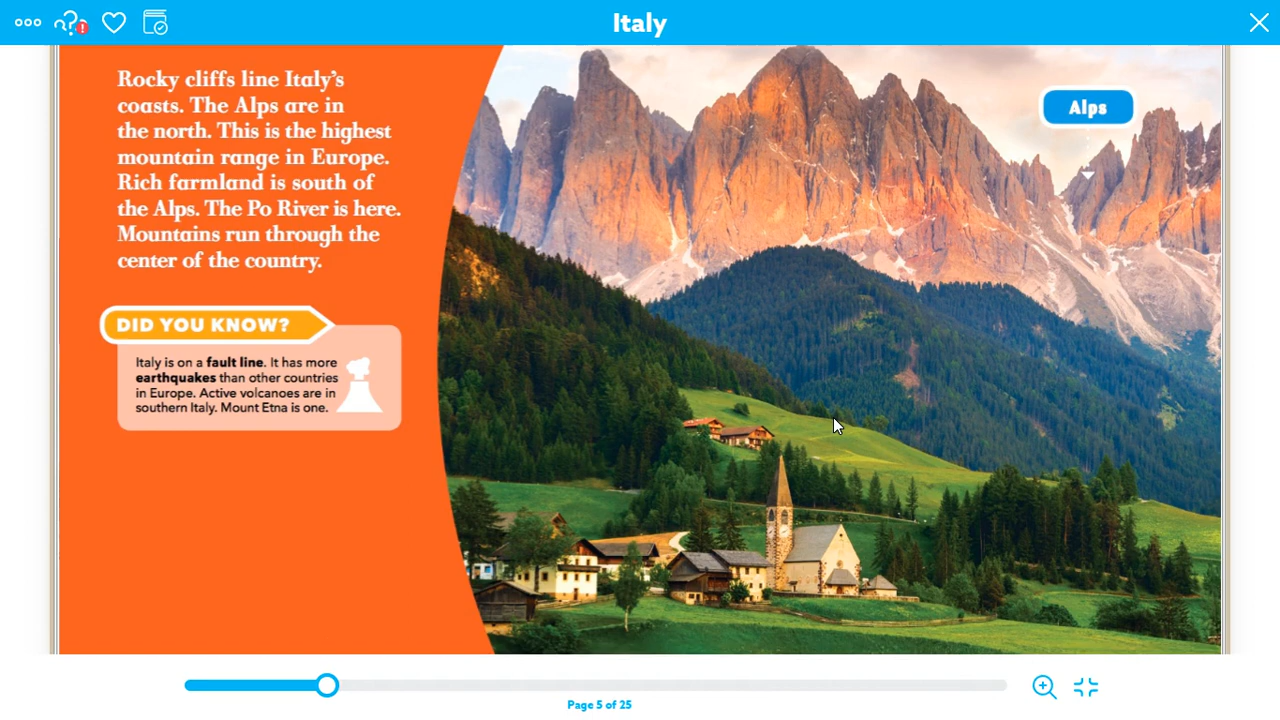 Italy
Rocky cliffs line Italy's
coasts. The Alps are in
the north. This is the highest
mountain range in Europe.
Rich farmland is south of
the Alps. The Po River is here.
Mountains run through the
center of the country.
DID YOU KNOW?
Italy is on a fault line. It has more
earthquakes than other countries
in Europe. Active volcanoes are in
southern Italy. Mount Etna is one.
Alps
Page 5 of 25